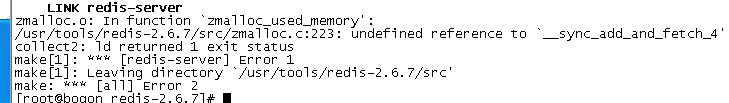 LINK redis-server
zmalloc.o: In function `zmalloc_used_memory':
/usr/tools/redis-2.6.7/src/zmalloc.c:223: undefined reference to `__sync_add_and_fetch_4'
collect2: ld returned 1 exit status
make[1]: *** [redis-server] Error 1
make[1]: Leaving directory `/usr/tools/redis-2.6.7/src'
make: *** [all] Error 2
[root@bogon redis-2.6.7]#